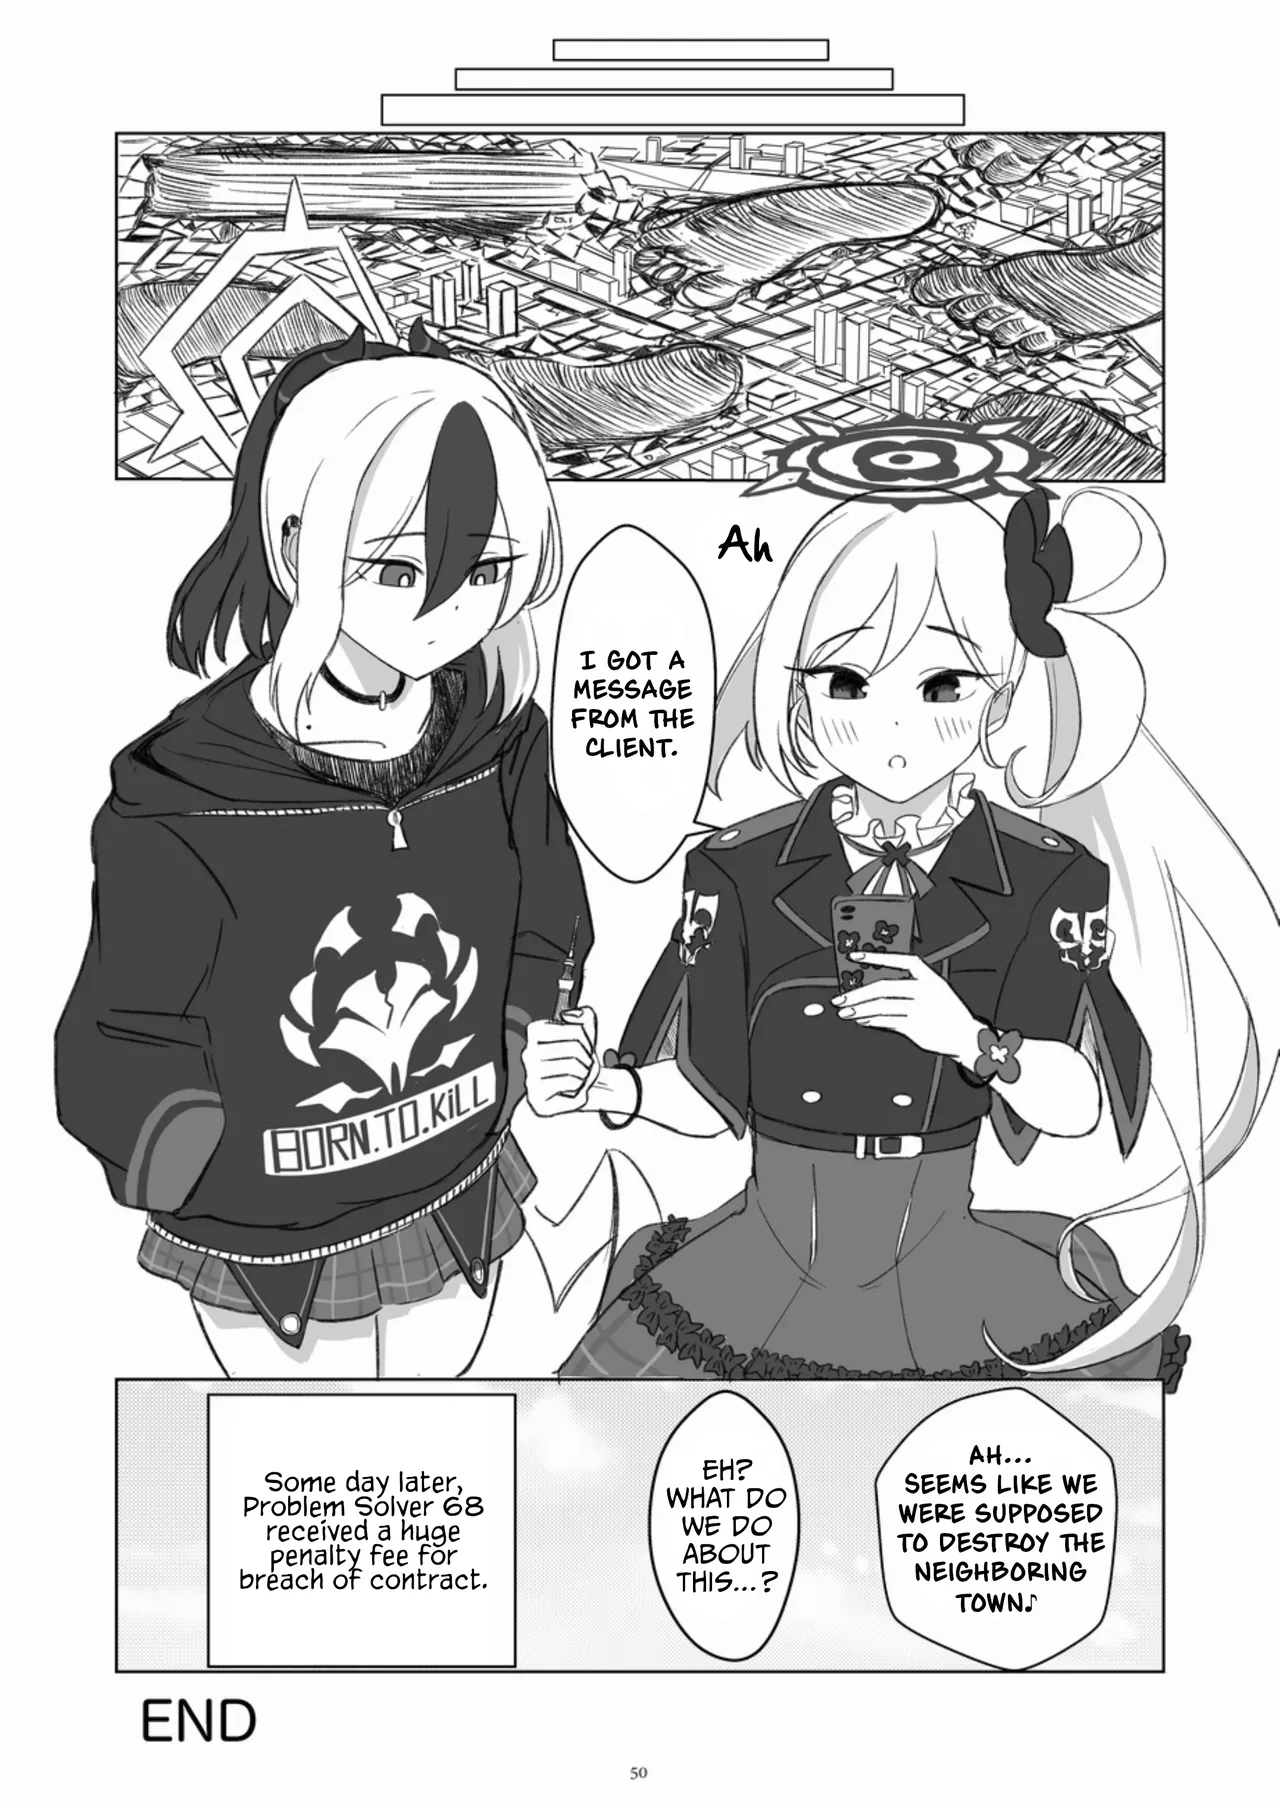 Ah
I GOT A
MESSAGE
FROM THE
CLIENT.
BORN.TO.KiLL
AH...
SEEMS LIKE WE
WERE SUPPOSED
TO DESTROY THE
NEIGHBORING
TOWN♪
EH?
WHAT DO
WE DO
ABOUT
THIS...?
Some day later,
Problem Solver 68
received a huge
penalty fee for
breach of contract.
END
50